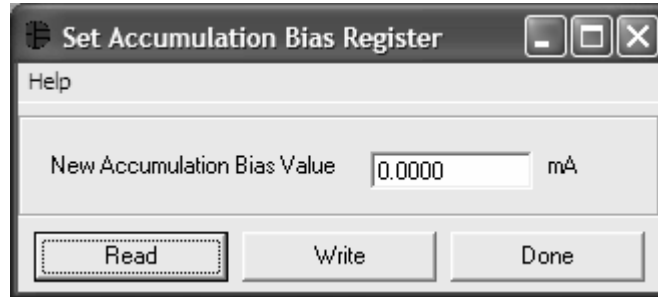 Set Accumulation Bias Register
Help
New Accumulation Bias Value 0.0000 mA
Read Write Done